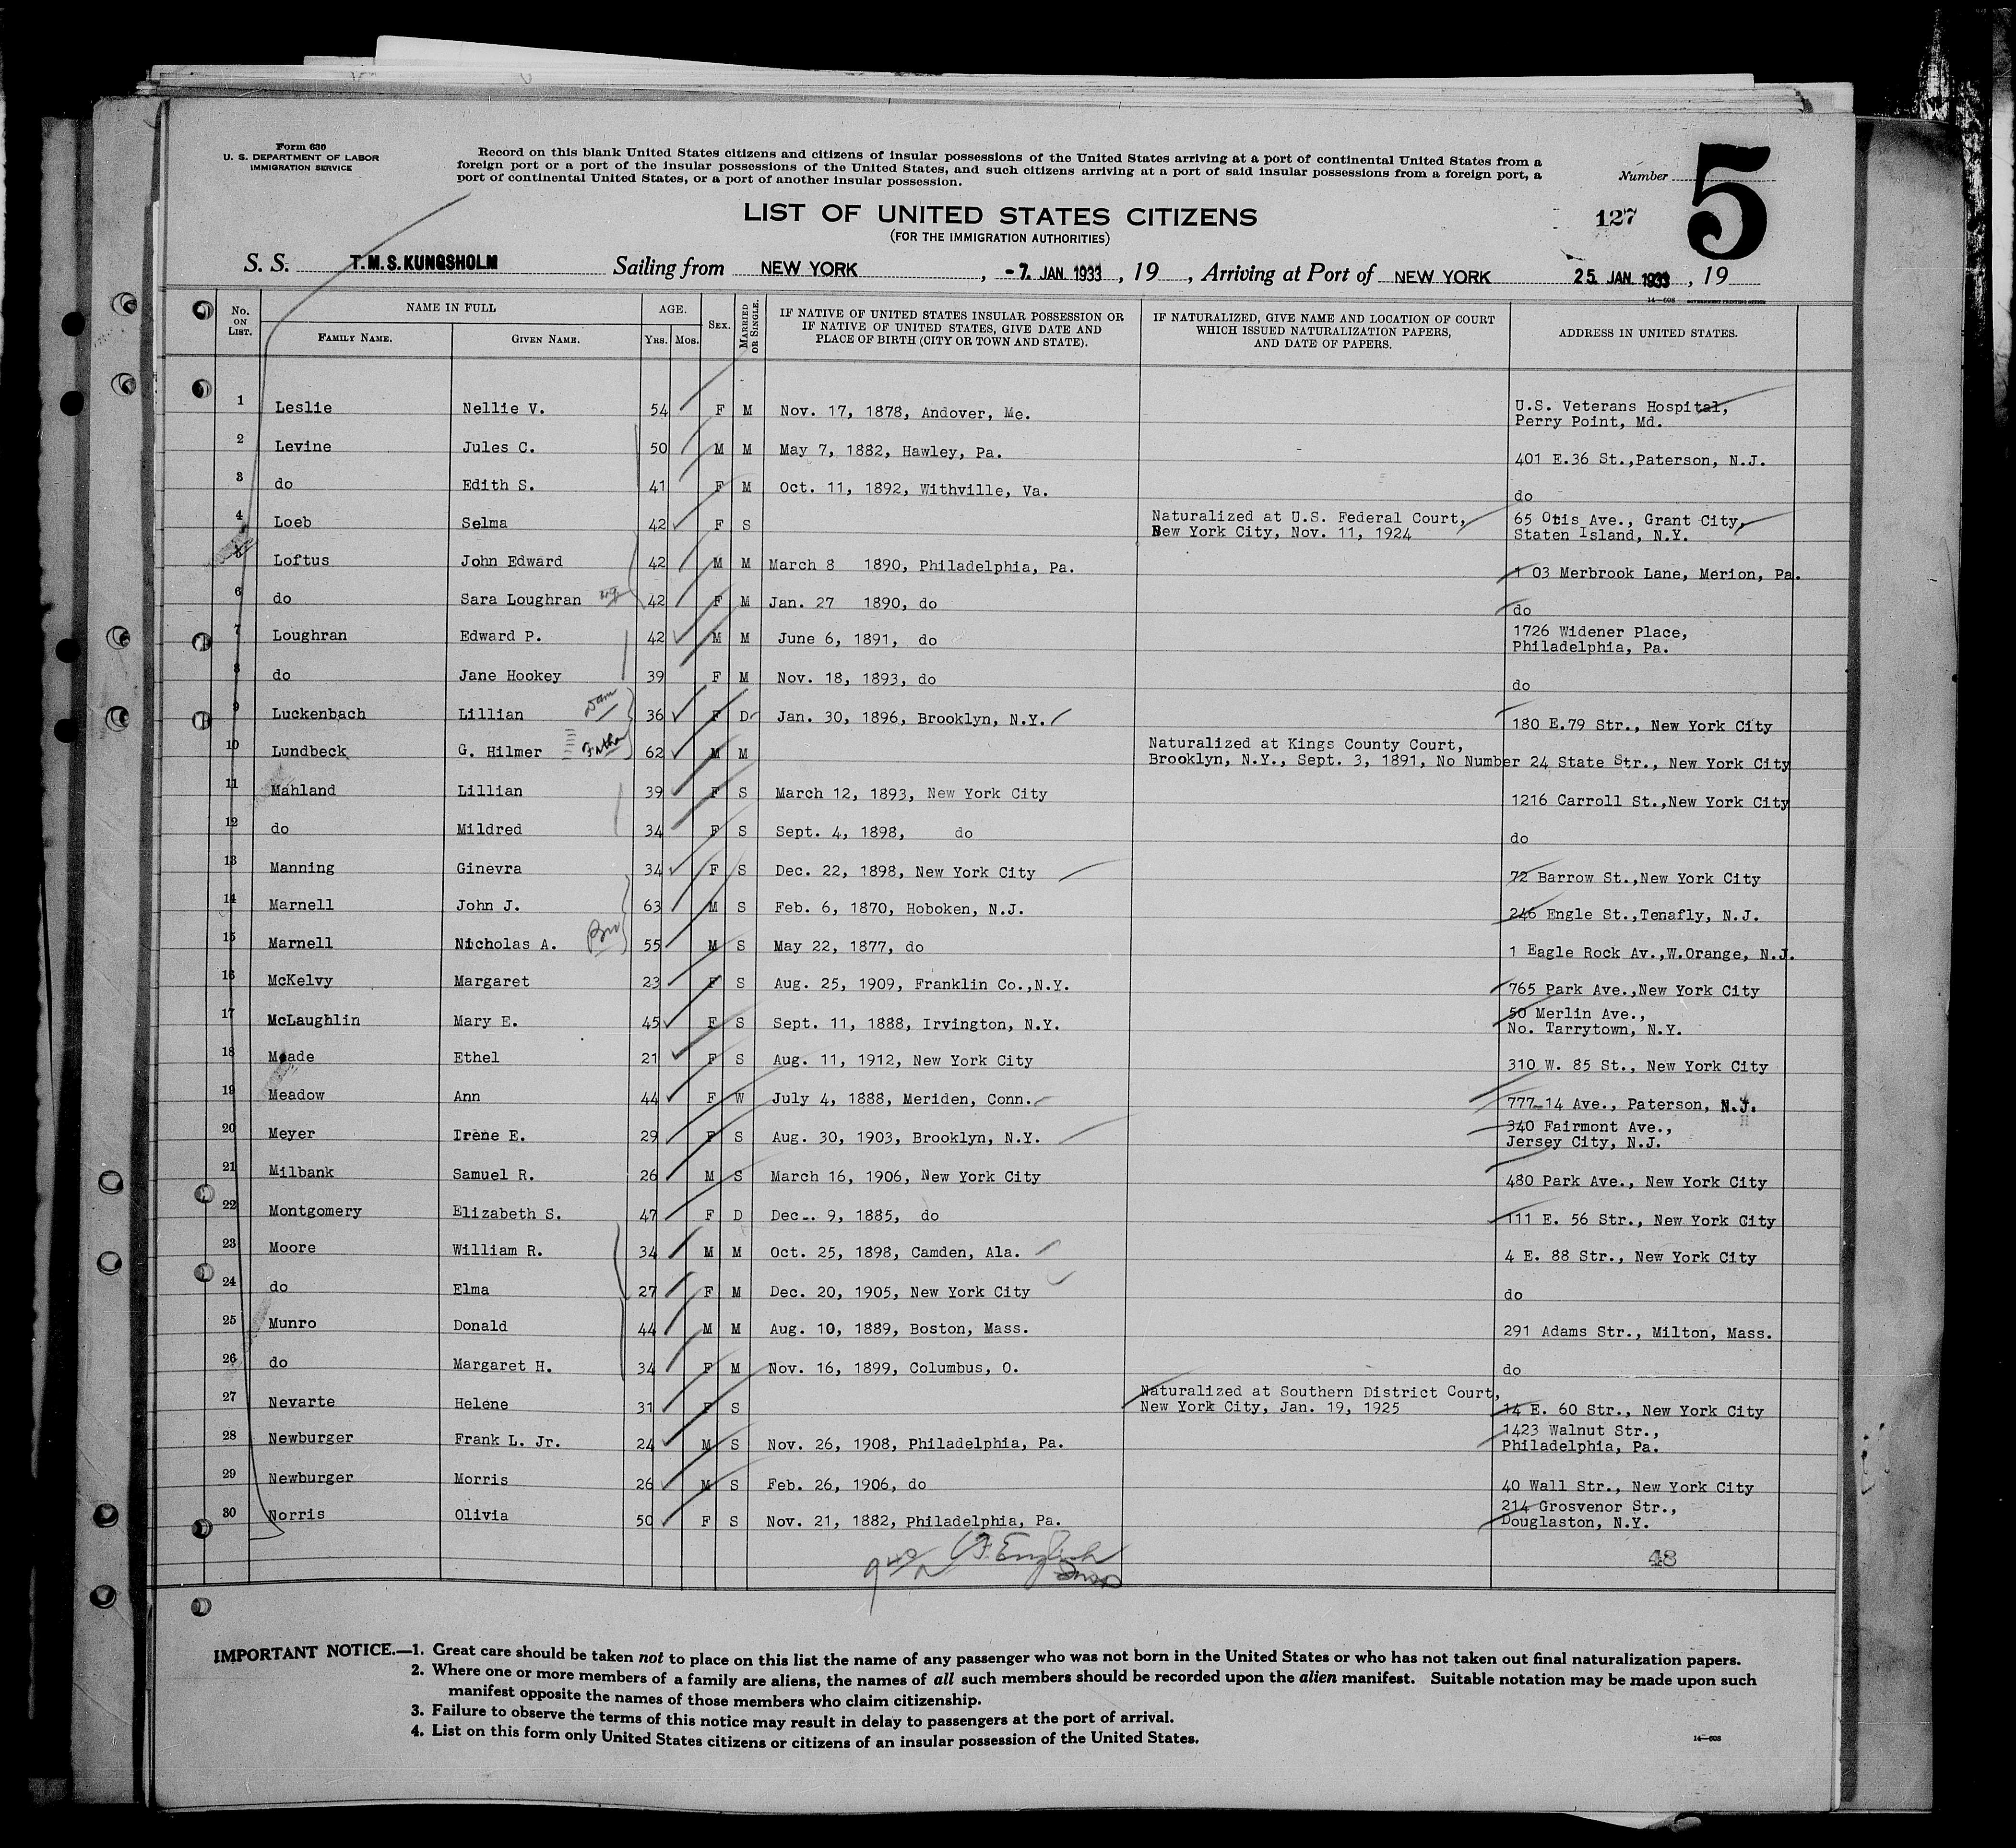 Form 630
U. S. DEPARTMENT OF LABOR
IMMIGRATION SERVICE
Record on this blank United States citizens and citizens of insular possessions of the United States arriving at a port of continental United States from a
foreign port or a port of the insular possessions of the United States, and such citizens arriving at a port of said insular possessions from a foreign port, a
port of continental United States, or a port of another insular possession.
Number 5
LIST OF UNITED STATES CITIZENS
127
(FOR THE IMMIGRATION AUTHORITIES)
S. S. T.M.S. KUNGSHOLM Sailing from NEW YORK, -7. JAN. 1933, 19 , Arriving at Port of NEW YORK 25. JAN. 1933, 19
14—608 GOVERNMENT PRINTING OFFICE
No. ON LIST. NAME IN FULL FAMILY NAME. GIVEN NAME. AGE. YRS. MOS. SEX. MARRIED OR SINGLE. IF NATIVE OF UNITED STATES INSULAR POSSESSION OR IF NATIVE OF UNITED STATES, GIVE DATE AND PLACE OF BIRTH (CITY OR TOWN AND STATE). IF NATURALIZED, GIVE NAME AND LOCATION OF COURT WHICH ISSUED NATURALIZATION PAPERS, AND DATE OF PAPERS. ADDRESS IN UNITED STATES.
1 Leslie Nellie V. 54 F M Nov. 17, 1878, Andover, Me. U.S. Veterans Hospital,
Perry Point, Md.
2 Levine Jules C. 50 M M May 7, 1882, Hawley, Pa. 401 E.36 St.,Paterson, N.J.
3 do Edith S. 41 F M Oct. 11, 1892, Withville, Va. do
4 Loeb Selma 42 F S Naturalized at U.S. Federal Court, 65 Otis Ave., Grant City,
New York City, Nov. 11, 1924 Staten Island, N.Y.
5 Loftus John Edward 42 M M March 8 1890, Philadelphia, Pa. 1 03 Merbrook Lane, Merion, Pa.
6 do Sara Loughran 42 F M Jan. 27 1890, do do
7 Loughran Edward P. 42 M M June 6, 1891, do 1726 Widener Place,
Philadelphia, Pa.
8 do Jane Hookey 39 F M Nov. 18, 1893, do do
9 Luckenbach Lillian 36 F D Jan. 30, 1896, Brooklyn, N.Y. 180 E.79 Str., New York City
10 Lundbeck G. Hilmer Father 62 M M Naturalized at Kings County Court,
Brooklyn, N.Y., Sept. 3, 1891, No Number 24 State Str., New York City
11 Mahland Lillian 39 F S March 12, 1893, New York City 1216 Carroll St.,New York City
12 do Mildred 34 F S Sept. 4, 1898, do do
13 Manning Ginevra 34 F S Dec. 22, 1898, New York City 72 Barrow St.,New York City
14 Marnell John J. 63 M S Feb. 6, 1870, Hoboken, N.J. 246 Engle St.,Tenafly, N.J.
15 Marnell Nicholas A. Bro 55 M S May 22, 1877, do 1 Eagle Rock Av.,W.Orange, N.J.
16 McKelvy Margaret 23 F S Aug. 25, 1909, Franklin Co.,N.Y. 765 Park Ave.,New York City
17 McLaughlin Mary E. 45 F S Sept. 11, 1888, Irvington, N.Y. 50 Merlin Ave.,
No. Tarrytown, N.Y.
18 Meade Ethel 21 F S Aug. 11, 1912, New York City 310 W. 85 St., New York City
19 Meadow Ann 44 F W July 4, 1888, Meriden, Conn. 777-14 Ave., Paterson, N.J.
20 Meyer Irene E. 29 F S Aug. 30, 1903, Brooklyn, N.Y. 340 Fairmont Ave.,
Jersey City, N.J.
21 Milbank Samuel R. 26 M S March 16, 1906, New York City 480 Park Ave., New York City
22 Montgomery Elizabeth S. 47 F D Dec-. 9, 1885, do 111 E. 56 Str., New York City
23 Moore William R. 34 M M Oct. 25, 1898, Camden, Ala. 4 E. 88 Str., New York City
24 do Elma 27 F M Dec. 20, 1905, New York City do
25 Munro Donald 44 M M Aug. 10, 1889, Boston, Mass. 291 Adams Str., Milton, Mass.
26 do Margaret H. 34 F M Nov. 16, 1899, Columbus, O. do
27 Nevarte Helene 31 F S Naturalized at Southern District Court,
New York City, Jan. 19, 1925 14 E. 60 Str., New York City
28 Newburger Frank L. Jr. 24 M S Nov. 26, 1908, Philadelphia, Pa. 1423 Walnut Str.,
Philadelphia, Pa.
29 Newburger Morris 26 M S Feb. 26, 1906, do 40 Wall Str., New York City
30 Norris Olivia 50 F S Nov. 21, 1882, Philadelphia, Pa. 214 Grosvenor Str.,
Douglaston, N.Y.
English
48
IMPORTANT NOTICE.—1. Great care should be taken not to place on this list the name of any passenger who was not born in the United States or who has not taken out final naturalization papers.
2. Where one or more members of a family are aliens, the names of all such members should be recorded upon the alien manifest. Suitable notation may be made upon such
manifest opposite the names of those members who claim citizenship.
3. Failure to observe the terms of this notice may result in delay to passengers at the port of arrival.
4. List on this form only United States citizens or citizens of an insular possession of the United States.
14—608